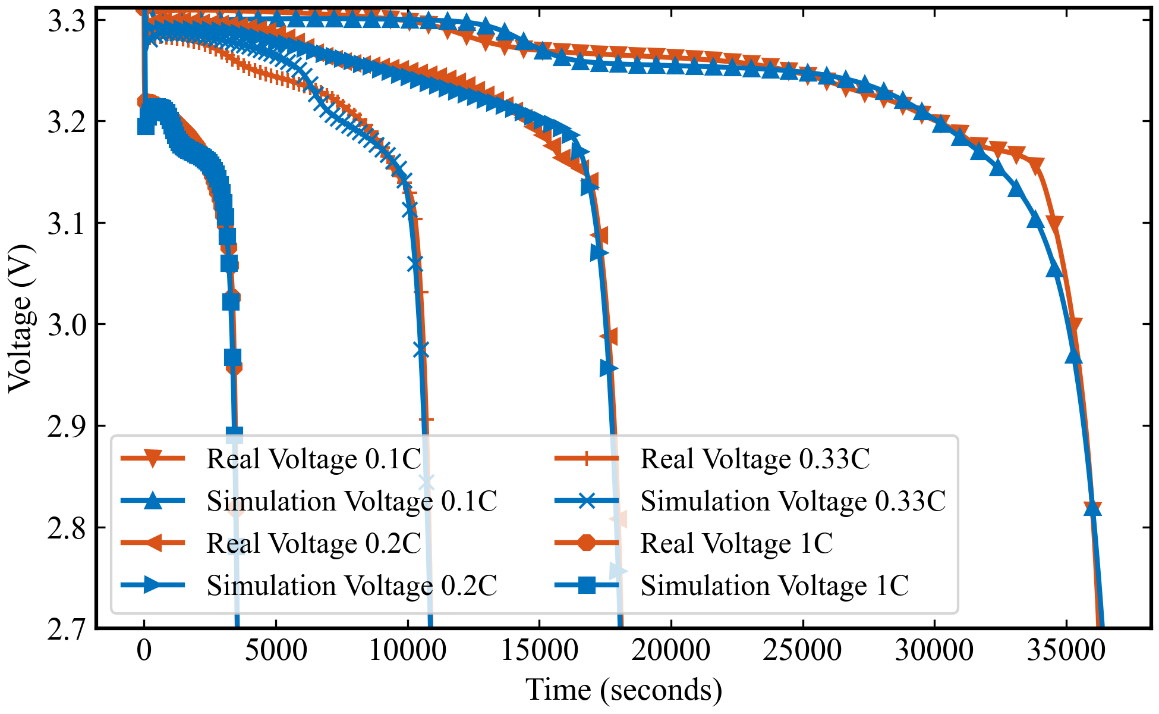 3.3
3.2
3.1
3.0
2.9
2.8
2.7
Voltage (V)
Real Voltage 0.1C
Simulation Voltage 0.1C
Real Voltage 0.2C
Simulation Voltage 0.2C
Real Voltage 0.33C
Simulation Voltage 0.33C
Real Voltage 1C
Simulation Voltage 1C
0 5000 10000 15000 20000 25000 30000 35000
Time (seconds)